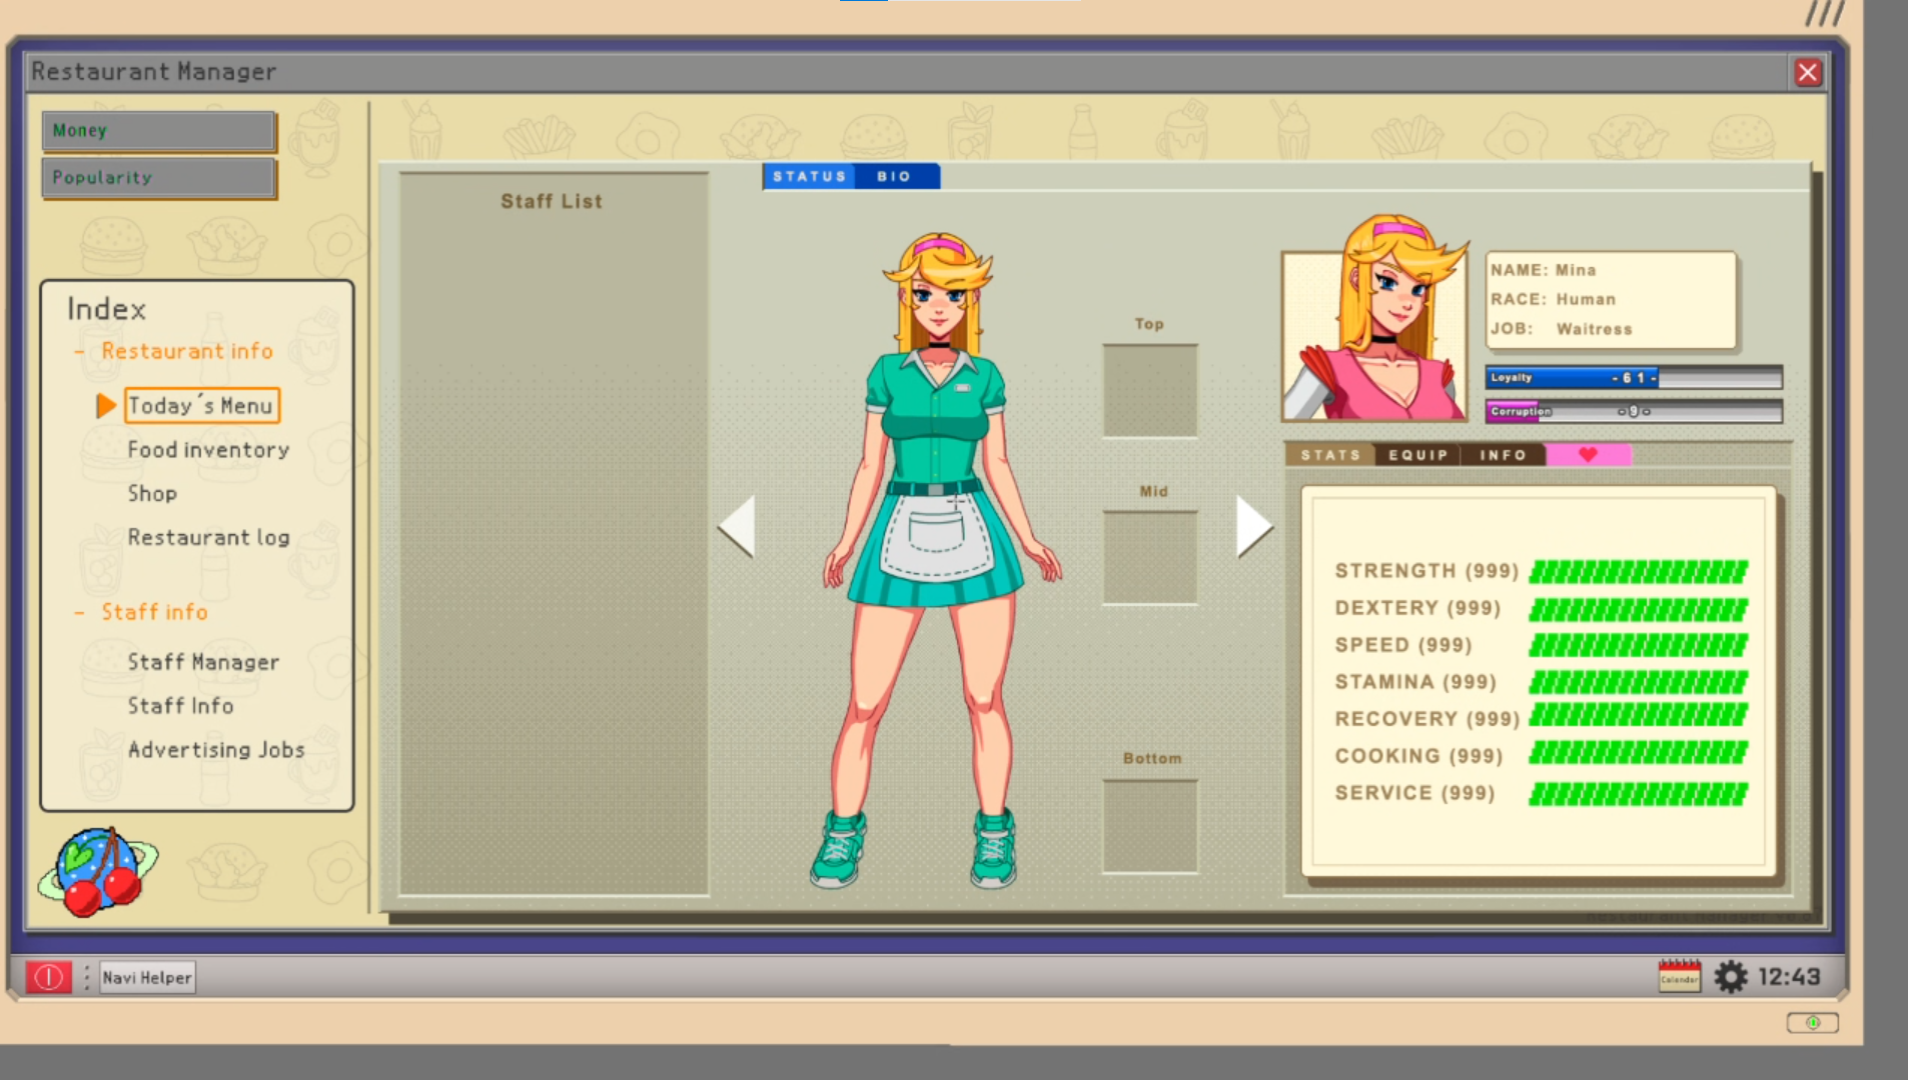 Restaurant Manager
Money
Popularity
Index
- Restaurant info
Today´s Menu
Food inventory
Shop
Restaurant log
- Staff info
Staff Manager
Staff Info
Advertising Jobs
Staff List
STATUS BIO
Top
Mid
Bottom
NAME: Mina
RACE: Human
JOB: Waitress
Loyalty -61-
Corruption -9-
STATS EQUIP INFO
STRENGTH (999)
DEXTERY (999)
SPEED (999)
STAMINA (999)
RECOVERY (999)
COOKING (999)
SERVICE (999)
Navi Helper
Calendar
12:43